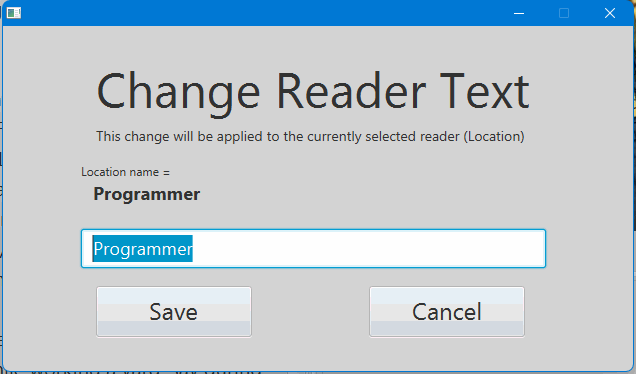 Change Reader Text
This change will be applied to the currently selected reader (Location)
Location name =
Programmer
Programmer
Save Cancel